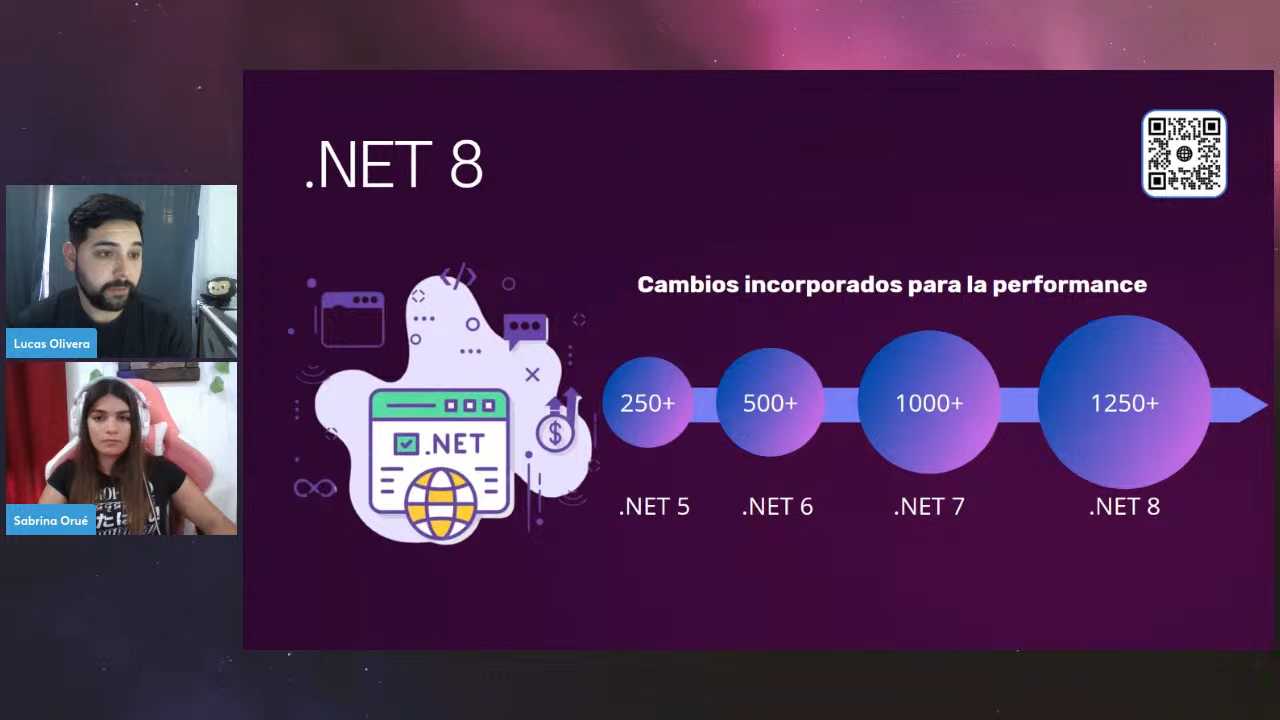 .NET 8
Cambios incorporados para la performance
250+
500+
1000+
1250+
.NET 5
.NET 6
.NET 7
.NET 8
</>
.NET
$
Lucas Olivera
Sabrina Orué